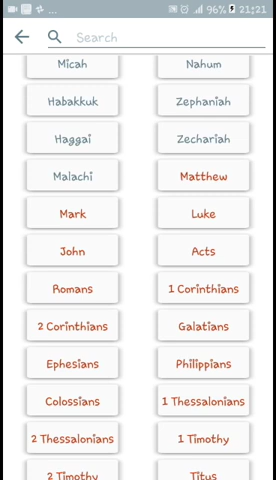 96% 21:21
Search
Micah Nahum
Habakkuk Zephaniah
Haggai Zechariah
Malachi Matthew
Mark Luke
John Acts
Romans 1 Corinthians
2 Corinthians Galatians
Ephesians Philippians
Colossians 1 Thessalonians
2 Thessalonians 1 Timothy
2 Timothy Titus